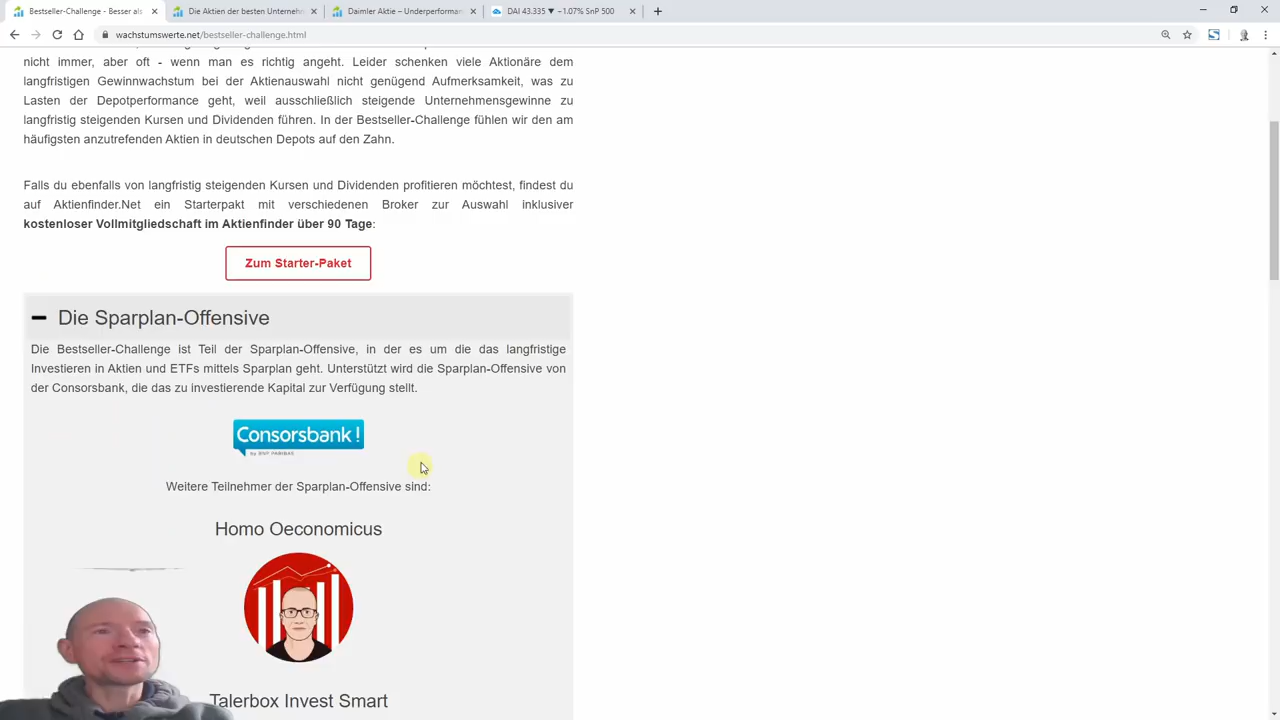 Bestseller-Challenge - Besser als
Die Aktien der besten Unternehm
Daimler Aktie – Underperforman
DAI 43.335 ▼ −1.07% SnP 500
wachstumswerte.net/bestseller-challenge.html
nicht immer, aber oft - wenn man es richtig angeht. Leider schenken viele Aktionäre dem
langfristigen Gewinnwachstum bei der Aktienauswahl nicht genügend Aufmerksamkeit, was zu
Lasten der Depotperformance geht, weil ausschließlich steigende Unternehmensgewinne zu
langfristig steigenden Kursen und Dividenden führen. In der Bestseller-Challenge fühlen wir den am
häufigsten anzutreffenden Aktien in deutschen Depots auf den Zahn.
Falls du ebenfalls von langfristig steigenden Kursen und Dividenden profitieren möchtest, findest du
auf Aktienfinder.Net ein Starterpakt mit verschiedenen Broker zur Auswahl inklusiver
kostenloser Vollmitgliedschaft im Aktienfinder über 90 Tage:
Zum Starter-Paket
Die Sparplan-Offensive
Die Bestseller-Challenge ist Teil der Sparplan-Offensive, in der es um die das langfristige
Investieren in Aktien und ETFs mittels Sparplan geht. Unterstützt wird die Sparplan-Offensive von
der Consorsbank, die das zu investierende Kapital zur Verfügung stellt.
Consorsbank!
by BNP PARIBAS
Weitere Teilnehmer der Sparplan-Offensive sind:
Homo Oeconomicus
Talerbox Invest Smart